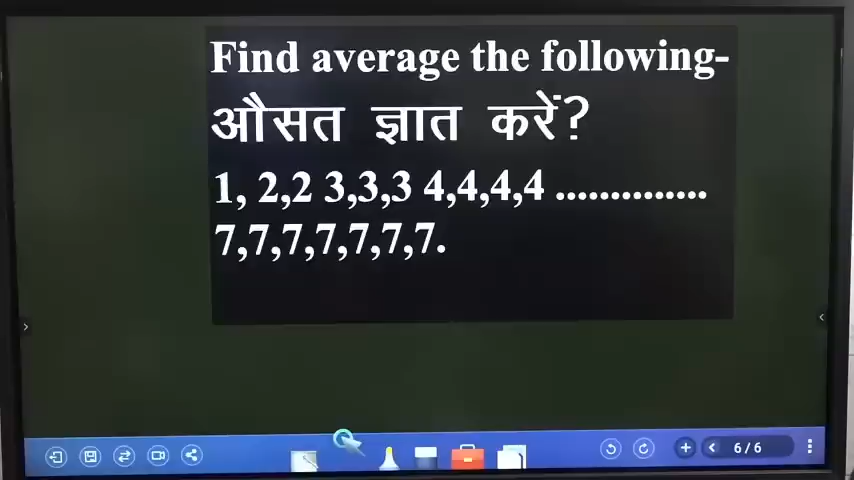 Find average the following-
औसत ज्ञात करें?
1, 2,2 3,3,3 4,4,4,4 ...............
7,7,7,7,7,7,7.
6/6